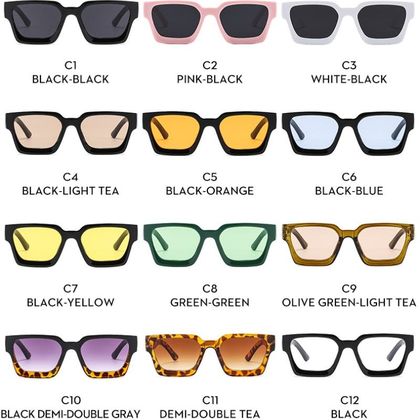 C1
BLACK-BLACK
C2
PINK-BLACK
C3
WHITE-BLACK
C4
BLACK-LIGHT TEA
C5
BLACK-ORANGE
C6
BLACK-BLUE
C7
BLACK-YELLOW
C8
GREEN-GREEN
C9
OLIVE GREEN-LIGHT TEA
C10
BLACK DEMI-DOUBLE GRAY
C11
DEMI-DOUBLE TEA
C12
BLACK